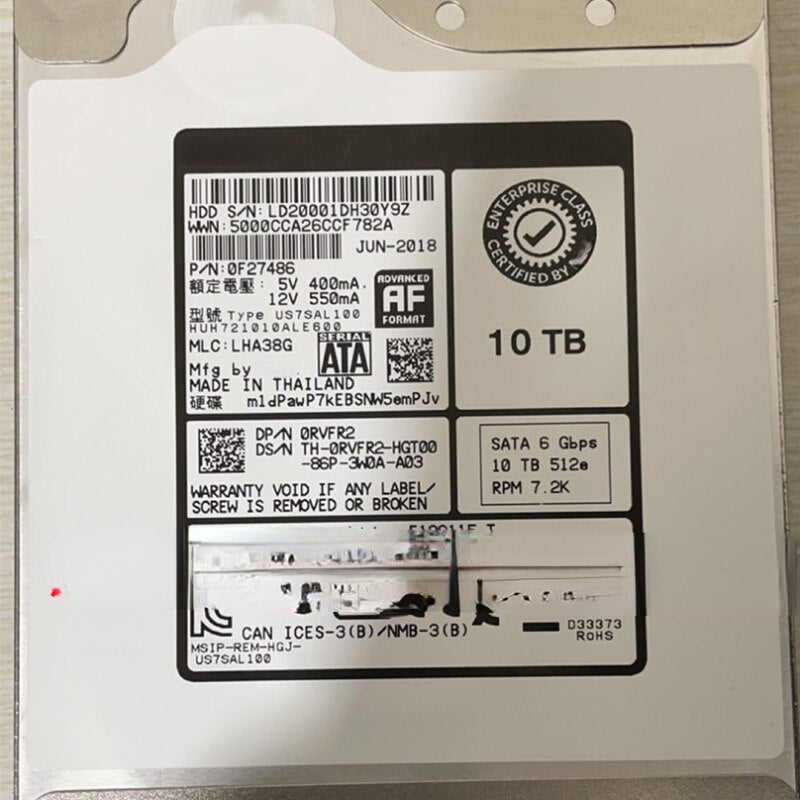 HDD S/N: LD20001DH30Y9Z
WWN: 5000CCA26CCF782A
JUN-2018
P/N: 0F27486
額定電壓: 5V 400mA,
12V 550mA
ADVANCED
AF
FORMAT
型號 Type US7SAL100
HUH721010ALE600
MLC: LHA38G
SERIAL
ATA
Mfg by
MADE IN THAILAND
硬碟 m1dPawP7kEBSNW5emPJv
ENTERPRISE CLASS
CERTIFIED BY
10 TB
DP/N 0RVFR2
DS/N TH-0RVFR2-HGT00
-86P-3W0A-A03
WARRANTY VOID IF ANY LABEL/
SCREW IS REMOVED OR BROKEN
SATA 6 Gbps
10 TB 512e
RPM 7.2K
CAN ICES-3(B)/NMB-3(B)
MSIP-REM-HGJ-
US7SAL100
D33373
RoHS